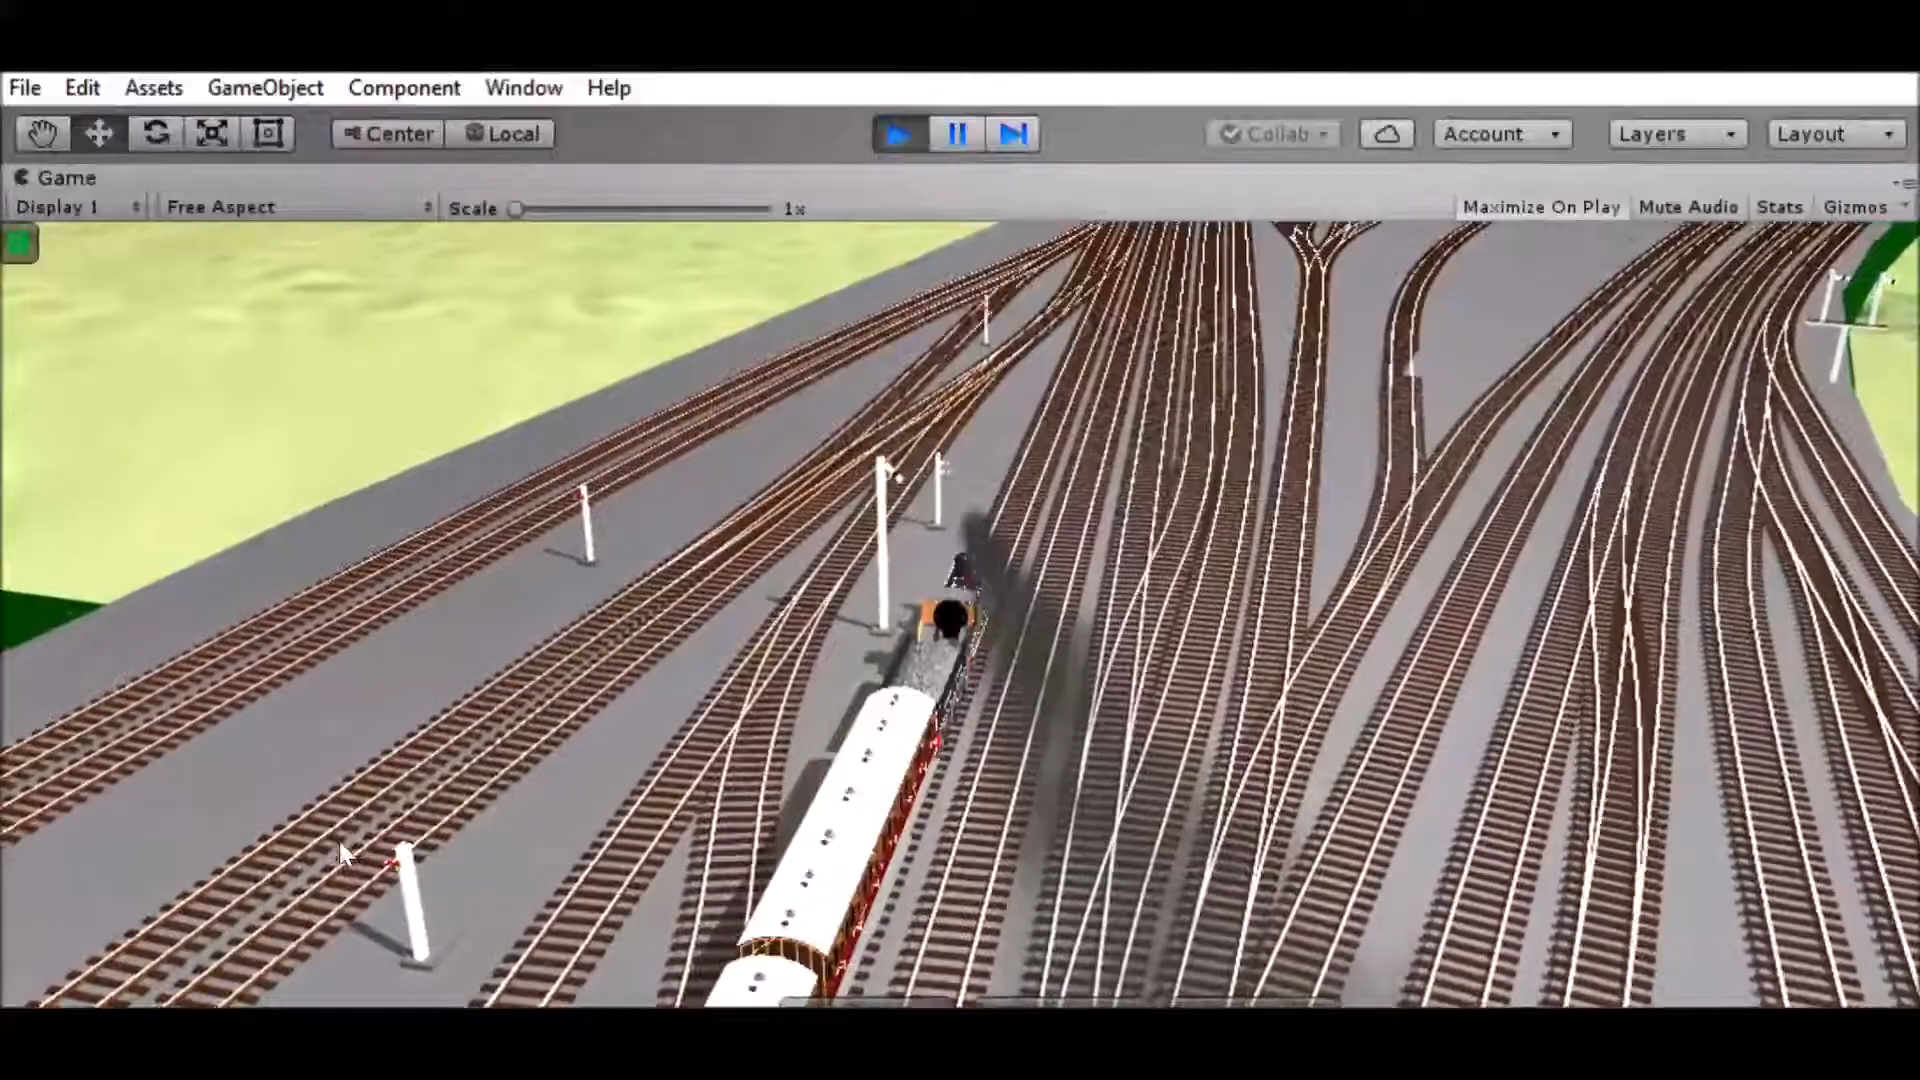 File Edit Assets GameObject Component Window Help
Center Local Collab Account Layers Layout
Game
Display 1 Free Aspect Scale 1x Maximize On Play Mute Audio Stats Gizmos